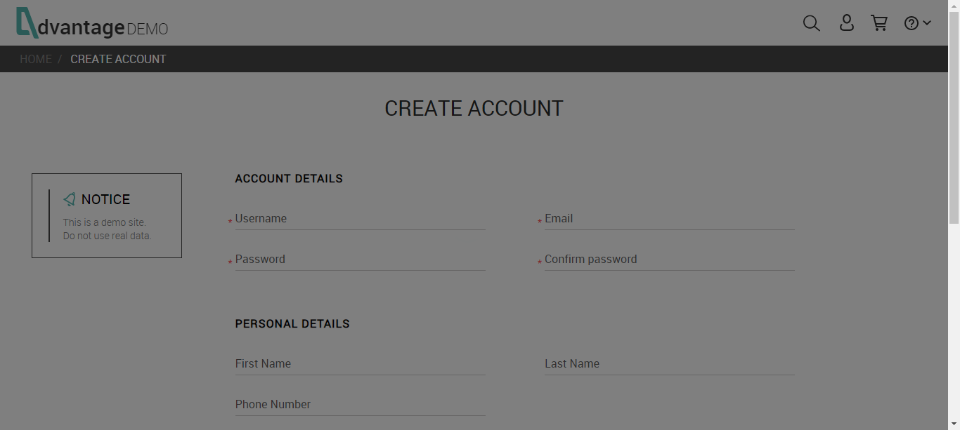 dvantage DEMO
HOME / CREATE ACCOUNT
CREATE ACCOUNT
NOTICE
This is a demo site.
Do not use real data.
ACCOUNT DETAILS
* Username
* Email
* Password
* Confirm password
PERSONAL DETAILS
First Name
Last Name
Phone Number